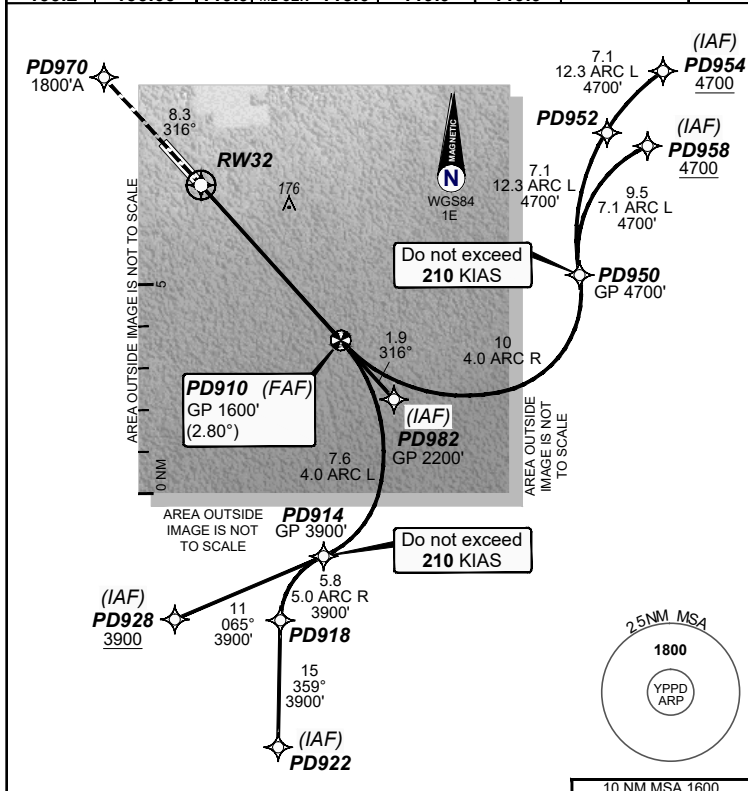 (IAF)
PD970
1800'A
7.1
12.3 ARC L
4700'
PD954
4700
PD952
(IAF)
PD958
4700
8.3
316°
RW32
176
MAGNETIC
N
WGS84
1E
7.1
12.3 ARC L
4700'
9.5
7.1 ARC L
4700'
AREA OUTSIDE IMAGE IS NOT TO SCALE
5
Do not exceed
210 KIAS
PD950
GP 4700'
10
4.0 ARC R
1.9
316°
PD910 (FAF)
GP 1600'
(2.80°)
(IAF)
PD982
GP 2200'
AREA OUTSIDE
IMAGE IS NOT
TO SCALE
7.6
4.0 ARC L
0 NM
AREA OUTSIDE
IMAGE IS NOT
TO SCALE
PD914
GP 3900'
Do not exceed
210 KIAS
(IAF)
PD928
3900
11
065°
3900'
5.8
5.0 ARC R
3900'
PD918
15
359°
3900'
(IAF)
PD922
25NM MSA
1800
YPPD
ARP
10 NM MSA 1600